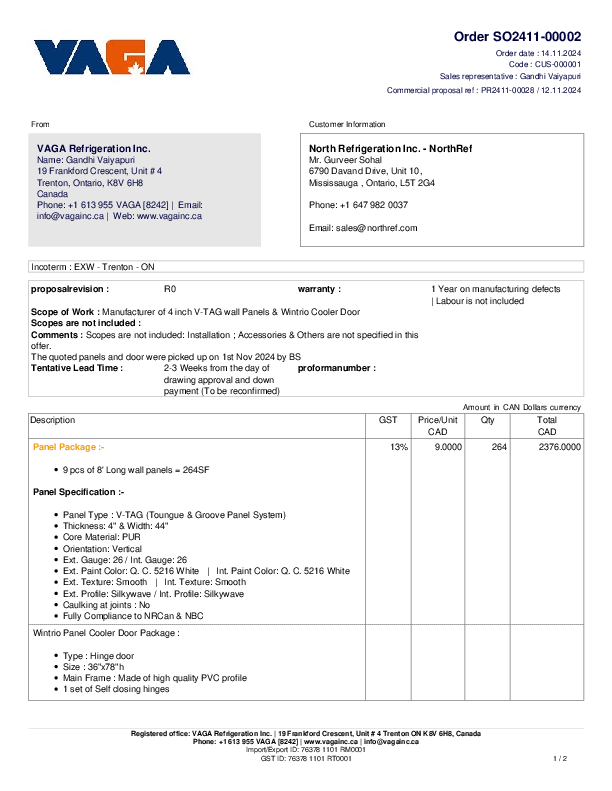 VAGA
Order SO2411-00002
Order date : 14.11.2024
Code : CUS-000001
Sales representative : Gandhi Vaiyapuri
Commercial proposal ref : PR2411-00028 / 12.11.2024
From
VAGA Refrigeration Inc.
Name: Gandhi Vaiyapuri
19 Frankford Crescent, Unit # 4
Trenton, Ontario, K8V 6H8
Canada
Phone: +1 613 955 VAGA [8242] | Email:
info@vagainc.ca | Web: www.vagainc.ca
Customer Information
North Refrigeration Inc. - NorthRef
Mr. Gurveer Sohal
6790 Davand Drive, Unit 10,
Mississauga , Ontario, L5T 2G4
Phone: +1 647 982 0037
Email: sales@northref.com
Incoterm : EXW - Trenton - ON
proposalrevision : R0 warranty : 1 Year on manufacturing defects
| Labour is not included
Scope of Work : Manufacturer of 4 inch V-TAG wall Panels & Wintrio Cooler Door
Scopes are not included :
Comments : Scopes are not included: Installation ; Accessories & Others are not specified in this
offer.
The quoted panels and door were picked up on 1st Nov 2024 by BS
Tentative Lead Time : 2-3 Weeks from the day of proformanumber :
drawing approval and down
payment (To be reconfirmed)
Amount in CAN Dollars currency
Description GST Price/Unit Qty Total
CAD CAD
Panel Package :- 13% 9.0000 264 2376.0000
• 9 pcs of 8' Long wall panels = 264SF
Panel Specification :-
• Panel Type : V-TAG (Toungue & Groove Panel System)
• Thickness: 4" & Width: 44"
• Core Material: PUR
• Orientation: Vertical
• Ext. Gauge: 26 / Int. Gauge: 26
• Ext. Paint Color: Q. C. 5216 White | Int. Paint Color: Q. C. 5216 White
• Ext. Texture: Smooth | Int. Texture: Smooth
• Ext. Profile: Silkywave / Int. Profile: Silkywave
• Caulking at joints : No
• Fully Compliance to NRCan & NBC
Wintrio Panel Cooler Door Package :
• Type : Hinge door
• Size : 36"x78"h
• Main Frame : Made of high quality PVC profile
• 1 set of Self closing hinges
Registered office: VAGA Refrigeration Inc. | 19 Frankford Crescent, Unit # 4 Trenton ON K8V 6H8, Canada
Phone: +1 613 955 VAGA [8242] | www.vagainc.ca | info@vagainc.ca
Import/Export ID: 76378 1101 RM0001
GST ID: 76378 1101 RT0001
1 / 2